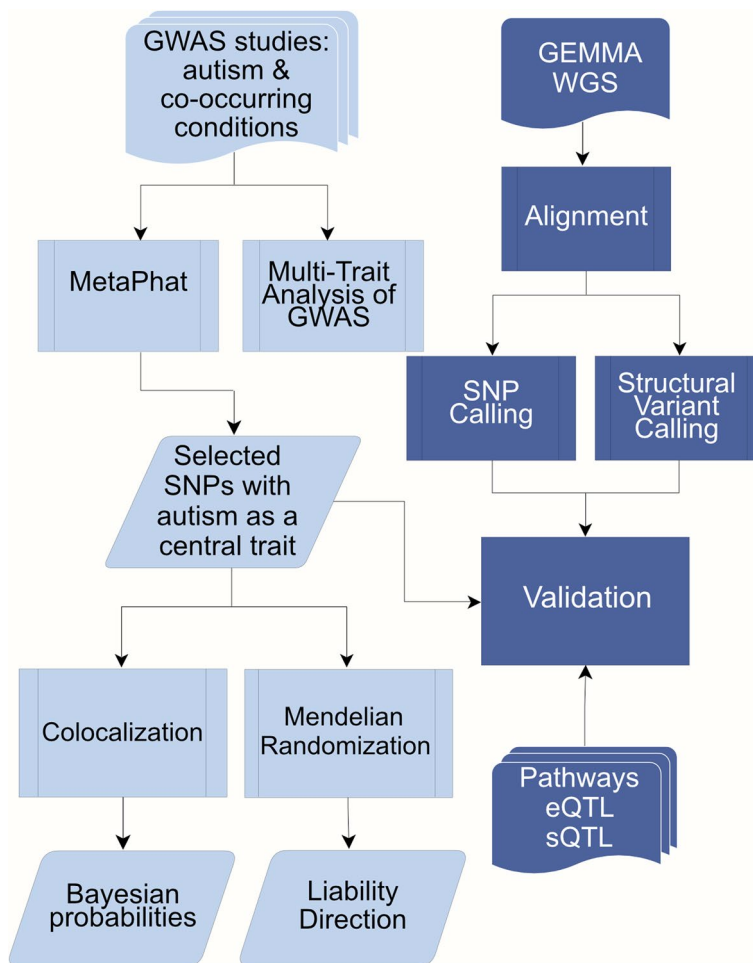 GWAS studies:
autism &
co-occurring
conditions
GEMMA
WGS
Alignment
MetaPhat
Multi-Trait
Analysis of
GWAS
SNP
Calling
Structural
Variant
Calling
Selected
SNPs with
autism as a
central trait
Validation
Colocalization
Mendelian
Randomization
Pathways
eQTL
sQTL
Bayesian
probabilities
Liability
Direction